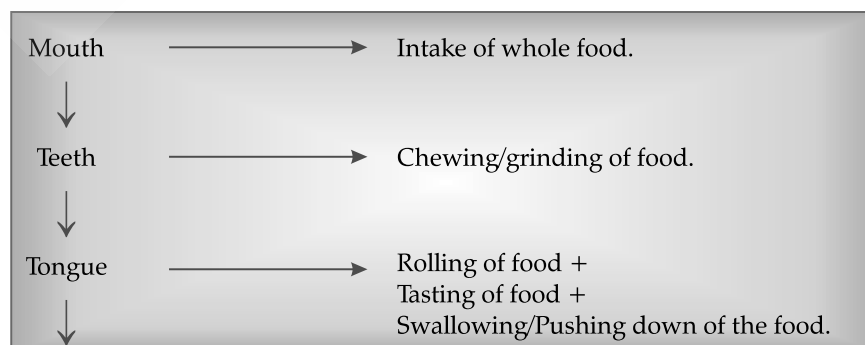 Mouth Intake of whole food.
Teeth Chewing/grinding of food.
Tongue Rolling of food +
Tasting of food +
Swallowing/Pushing down of the food.